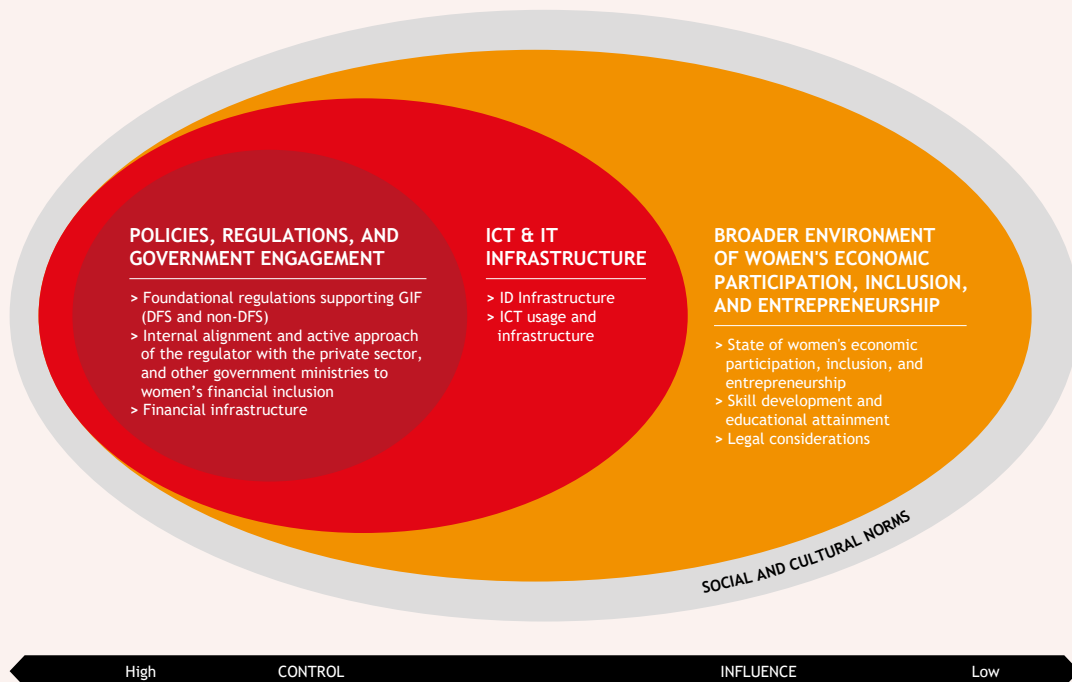 POLICIES, REGULATIONS, AND
GOVERNMENT ENGAGEMENT
> Foundational regulations supporting GIF
(DFS and non-DFS)
> Internal alignment and active approach
of the regulator with the private sector,
and other government ministries to
women’s financial inclusion
> Financial infrastructure
ICT & IT
INFRASTRUCTURE
> ID Infrastructure
> ICT usage and
infrastructure
BROADER ENVIRONMENT
OF WOMEN'S ECONOMIC
PARTICIPATION, INCLUSION,
AND ENTREPRENEURSHIP
> State of women's economic
participation, inclusion, and
entrepreneurship
> Skill development and
educational attainment
> Legal considerations
SOCIAL AND CULTURAL NORMS
High CONTROL INFLUENCE Low